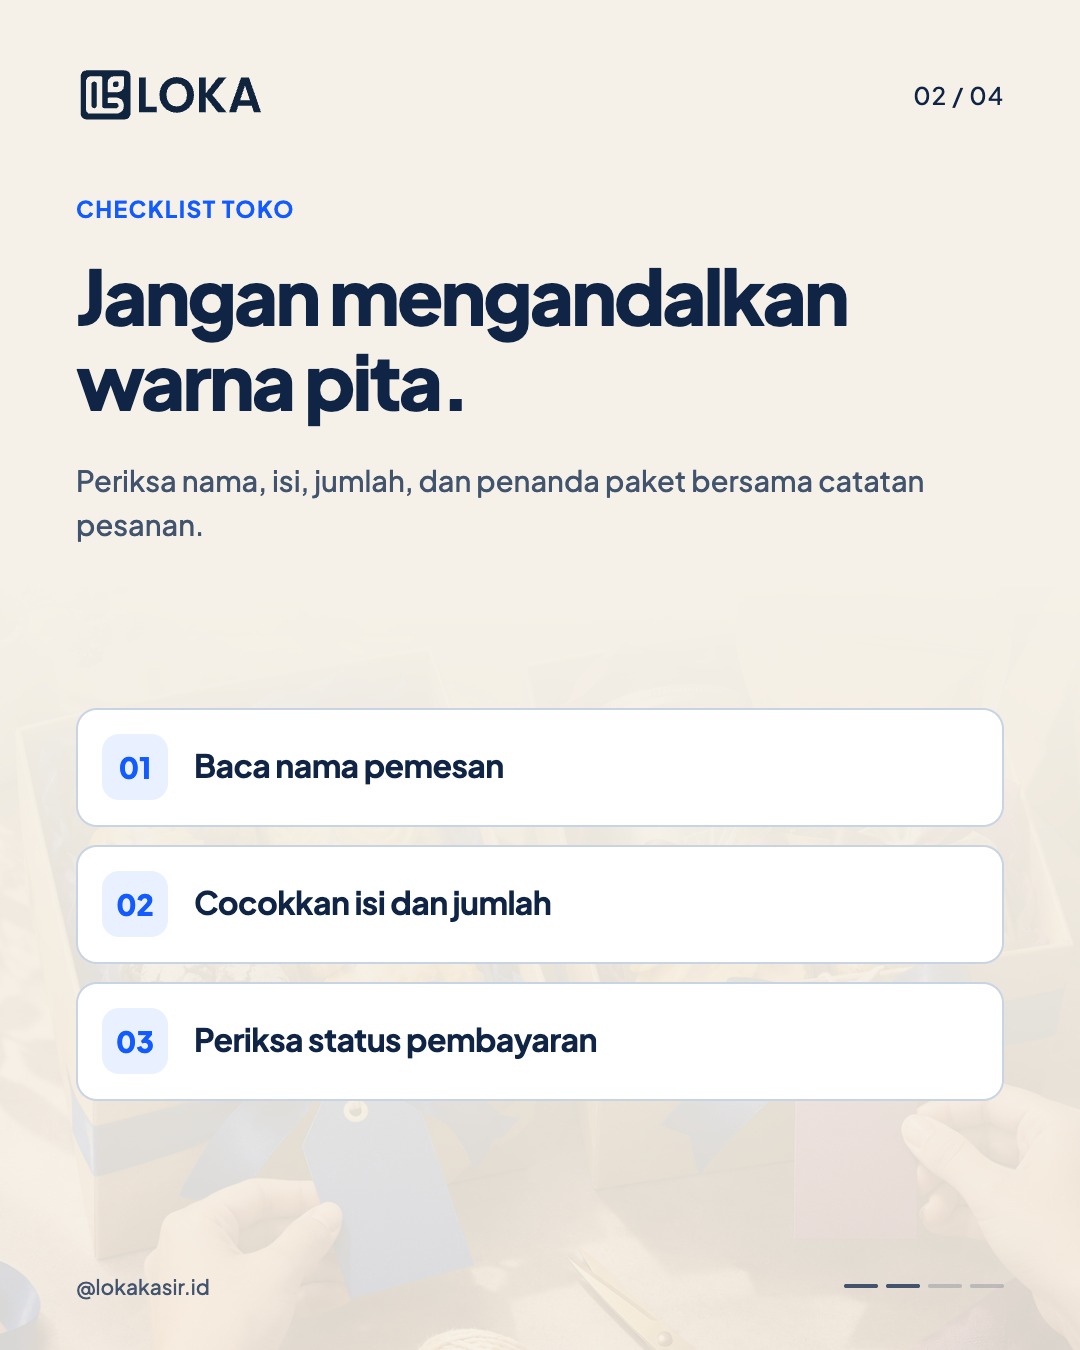 LOKA
02 / 04
CHECKLIST TOKO
Jangan mengandalkan
warna pita.
Periksa nama, isi, jumlah, dan penanda paket bersama catatan
pesanan.
01 Baca nama pemesan
02 Cocokkan isi dan jumlah
03 Periksa status pembayaran
@lokakasir.id